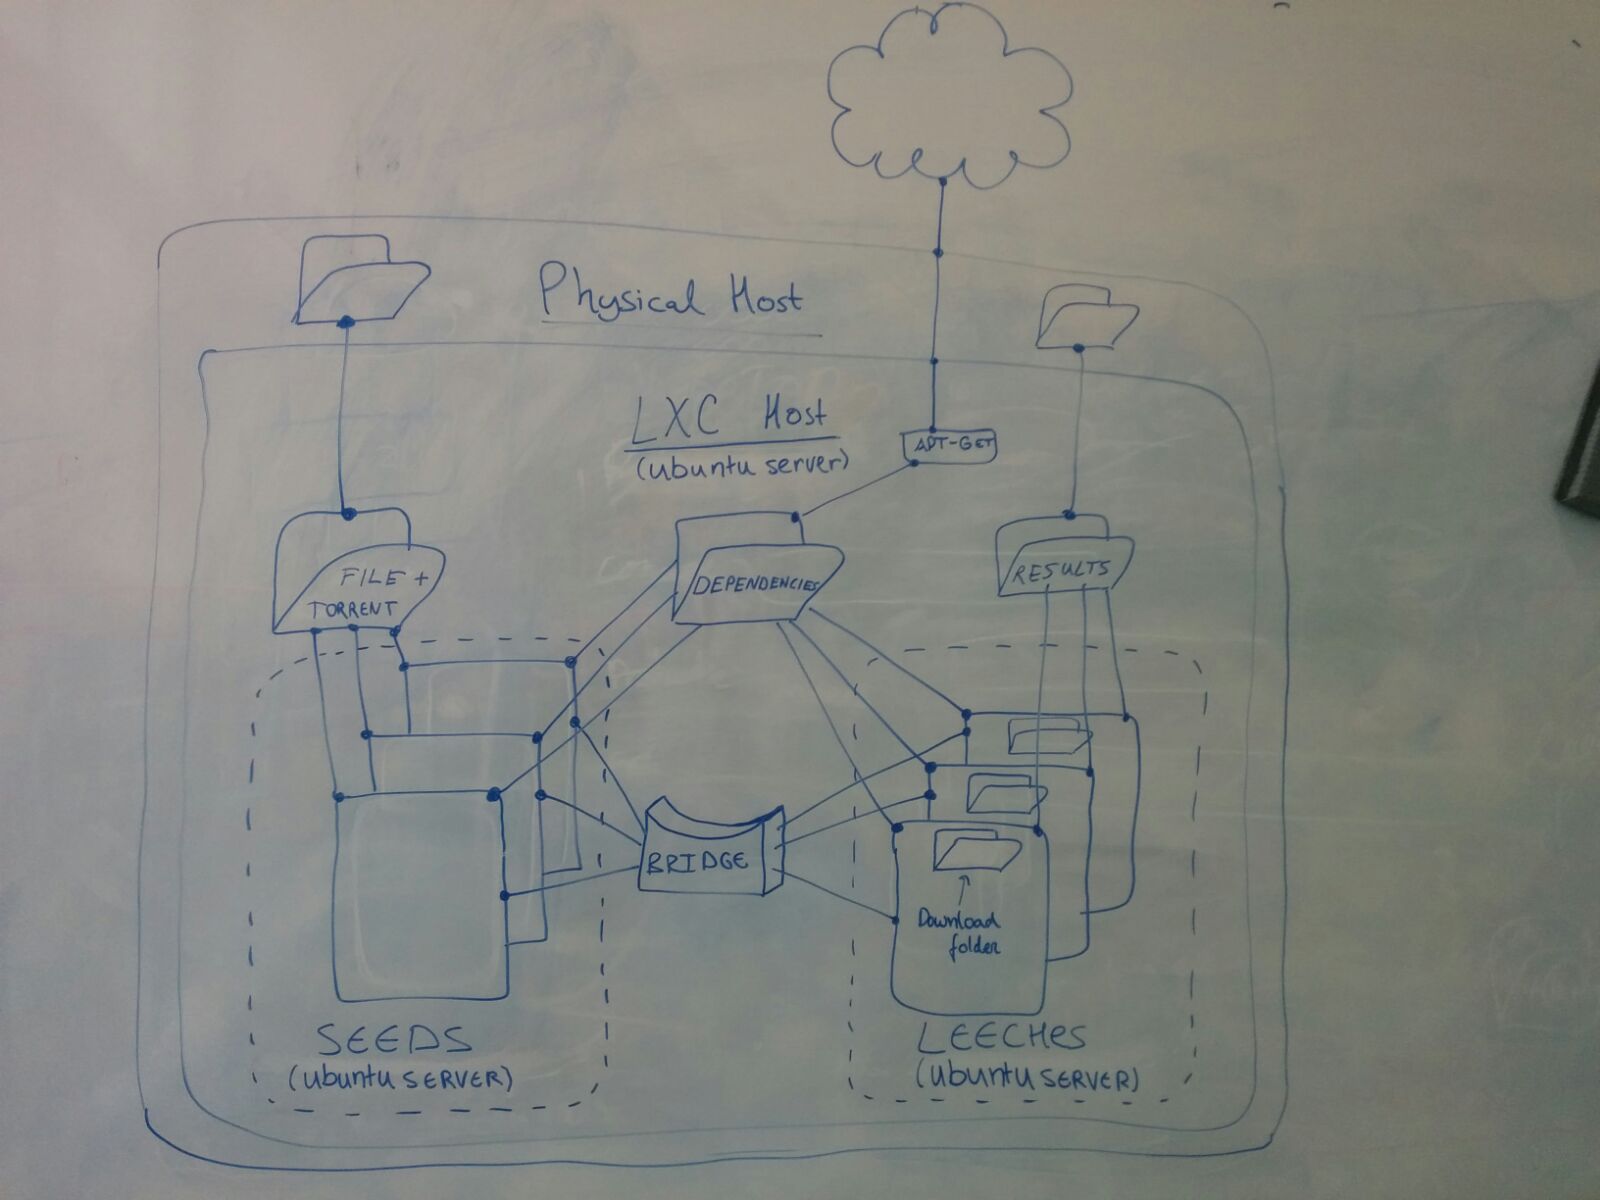 Physical Host
LXC Host
(ubuntu server)
APT-GET
FILE +
TORRENT
DEPENDENCIES
RESULTS
BRIDGE
Download
folder
SEEDS
(ubuntu SERVER)
LEECHES
(ubuntu SERVER)